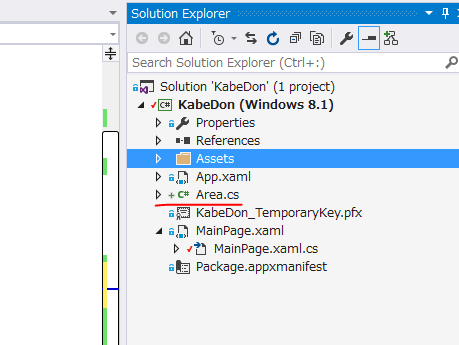 Solution Explorer
Search Solution Explorer (Ctrl+:)
Solution 'KabeDon' (1 project)
C# KabeDon (Windows 8.1)
Properties
References
Assets
App.xaml
C# Area.cs
KabeDon_TemporaryKey.pfx
MainPage.xaml
MainPage.xaml.cs
Package.appxmanifest